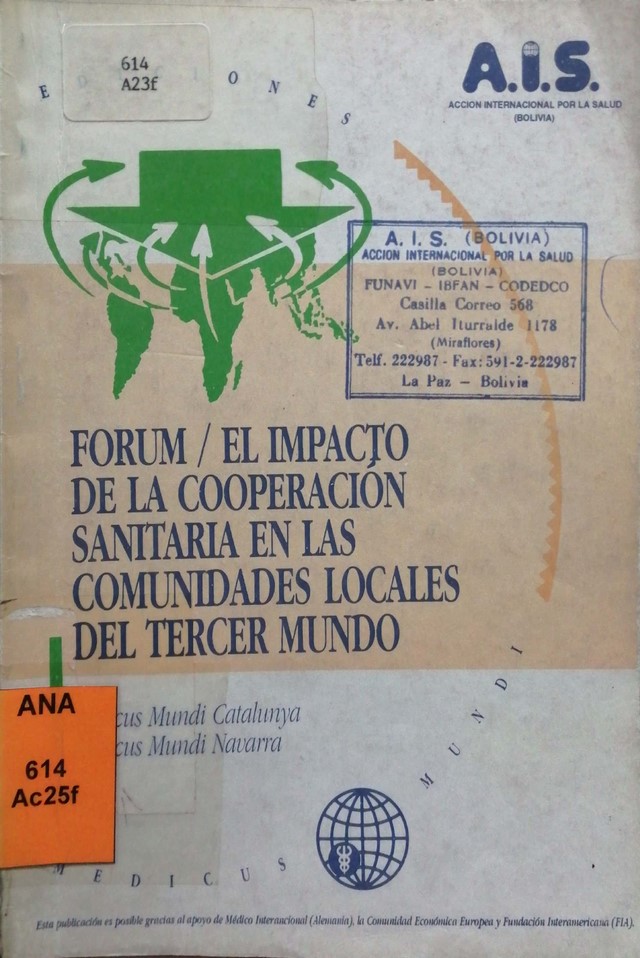 614
A23f
E
O N E S
A.I.S.
ACCION INTERNACIONAL POR LA SALUD
(BOLIVIA)
A. I. S. (BOLIVIA)
ACCION INTERNACIONAL POR LA SALUD
(BOLIVIA)
FUNAVI - IBFAN - CODEDCO
Casilla Correo 568
Av. Abel Iturralde 1178
(Miraflores)
Telf. 222987 - Fax: 591-2-222987
La Paz - Bolivia
FORUM / EL IMPACTO
DE LA COOPERACIÓN
SANITARIA EN LAS
COMUNIDADES LOCALES
DEL TERCER MUNDO
ANA
614
Ac25f
cus Mundi Catalunya
cus Mundi Navarra
MEDICUS MUNDI
Esta publicación es posible gracias al apoyo de Médico Interancional (Alemania), la Comunidad Económica Europea y Fundación Interamericana (FIA).